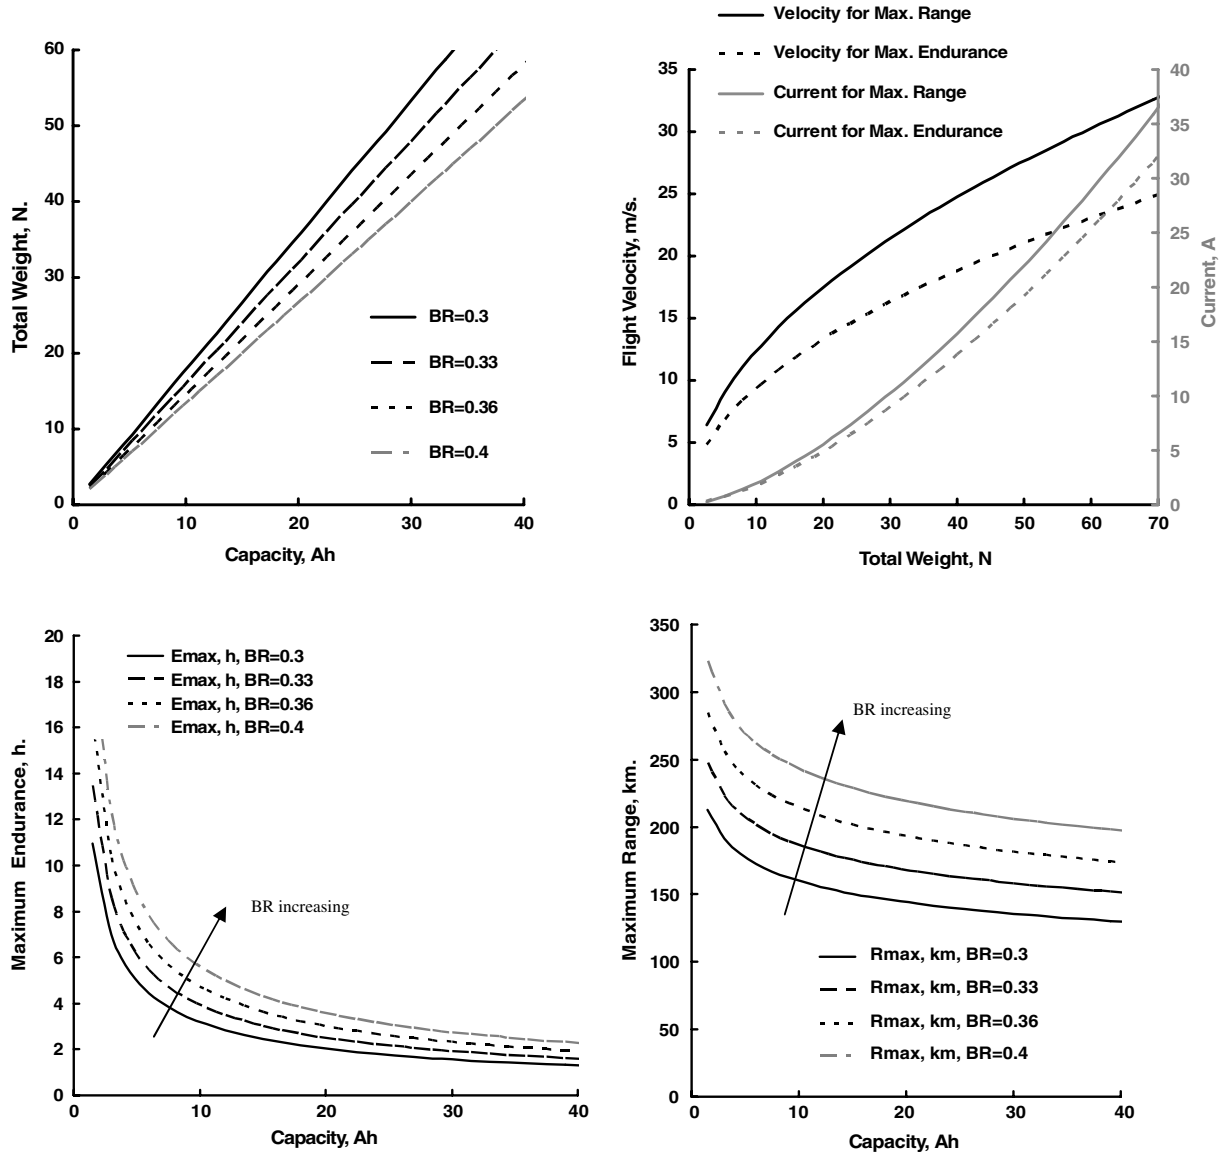 60
50
40
30
20
10
0
Total Weight, N.
BR=0.3
BR=0.33
BR=0.36
BR=0.4
0
10
20
30
40
Capacity, Ah
Velocity for Max. Range
Velocity for Max. Endurance
Current for Max. Range
Current for Max. Endurance
35
30
25
20
15
10
5
0
Flight Velocity, m/s.
40
35
30
25
20
15
10
5
0
Current, A
0
10
20
30
40
50
60
70
Total Weight, N
20
18
16
14
12
10
8
6
4
2
0
Maximum Endurance, h.
Emax, h, BR=0.3
Emax, h, BR=0.33
Emax, h, BR=0.36
Emax, h, BR=0.4
BR increasing
0
10
20
30
40
Capacity, Ah
350
300
250
200
150
100
50
0
Maximum Range, km.
BR increasing
Rmax, km, BR=0.3
Rmax, km, BR=0.33
Rmax, km, BR=0.36
Rmax, km, BR=0.4
0
10
20
30
40
Capacity, Ah